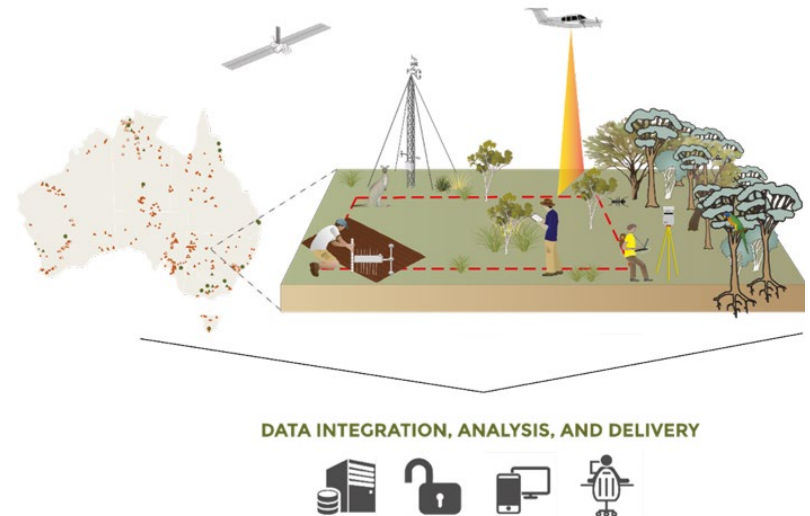 DATA INTEGRATION, ANALYSIS, AND DELIVERY